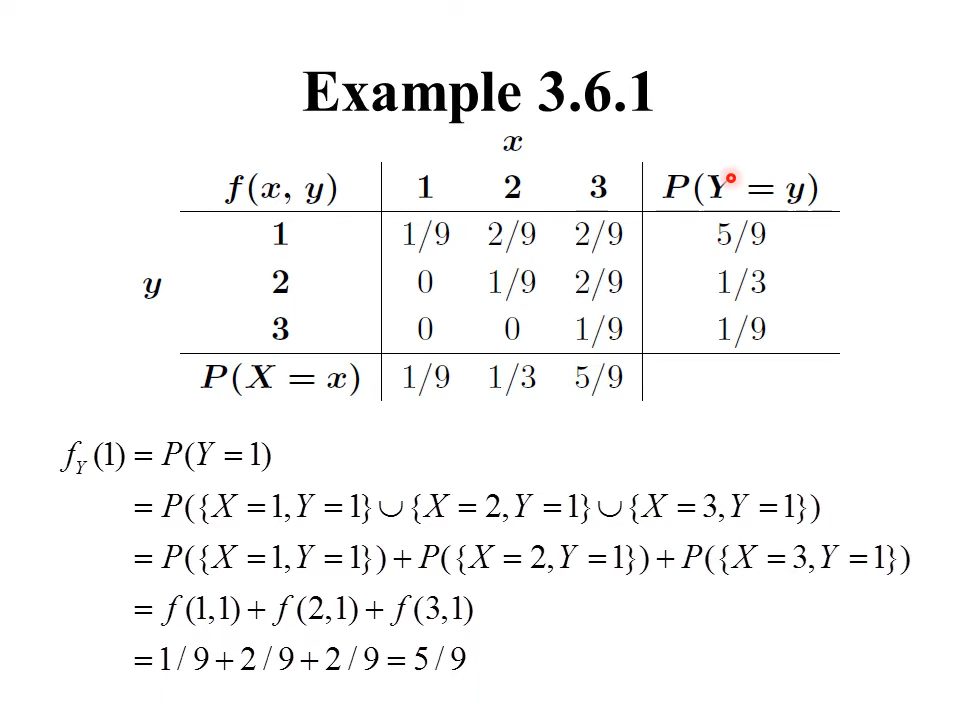 Example 3.6.1
x
f(x, y) 1 2 3 P(Y = y)
1 1/9 2/9 2/9 5/9
y 2 0 1/9 2/9 1/3
3 0 0 1/9 1/9
P(X = x) 1/9 1/3 5/9
f_Y(1) = P(Y = 1)
= P({X = 1, Y = 1} ∪ {X = 2, Y = 1} ∪ {X = 3, Y = 1})
= P({X = 1, Y = 1}) + P({X = 2, Y = 1}) + P({X = 3, Y = 1})
= f(1,1) + f(2,1) + f(3,1)
= 1/9 + 2/9 + 2/9 = 5/9